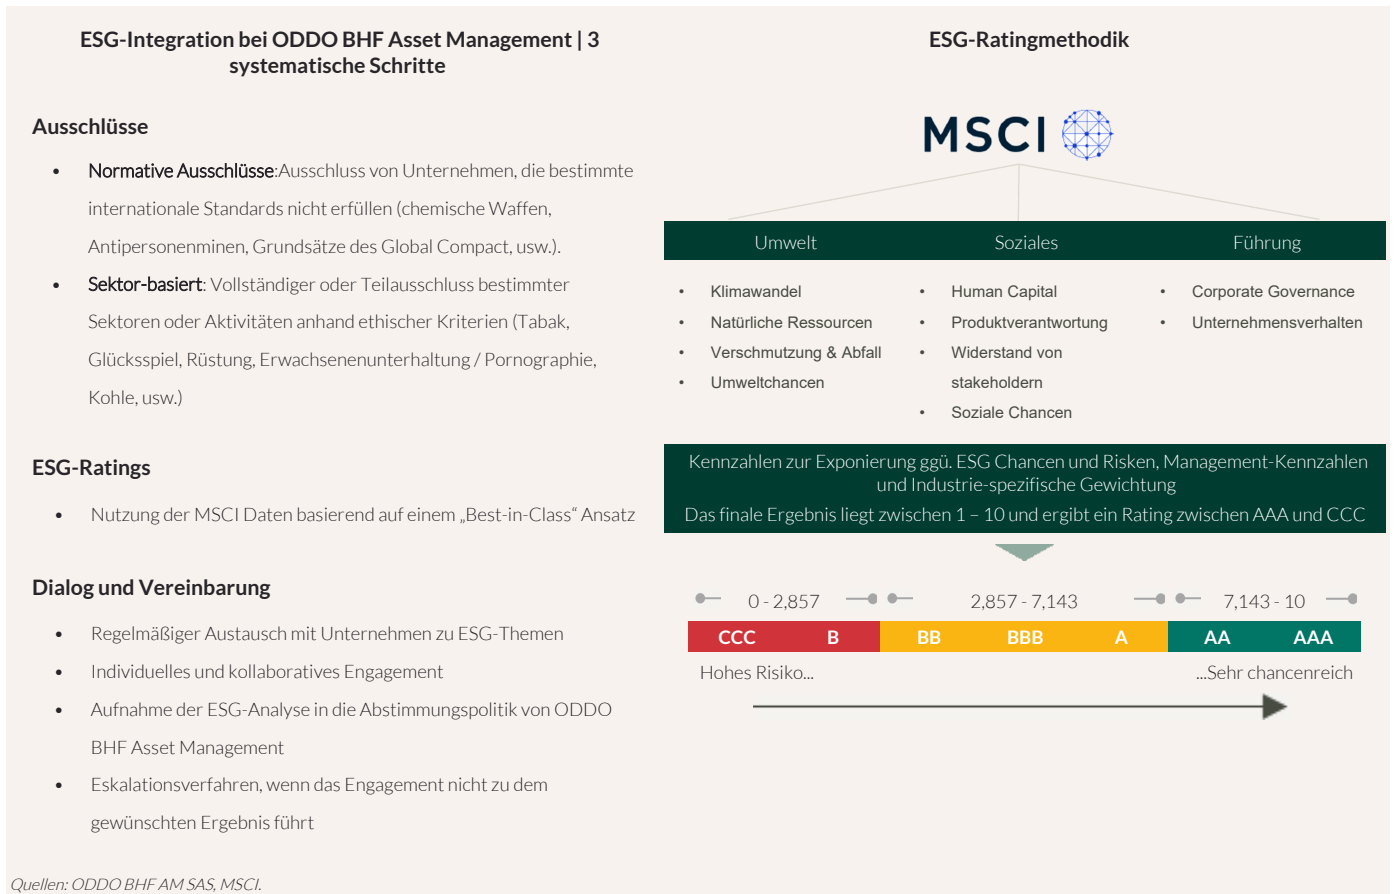 ESG-Integration bei ODDO BHF Asset Management | 3
systematische Schritte
Ausschlüsse
• Normative Ausschlüsse:Ausschluss von Unternehmen, die bestimmte
internationale Standards nicht erfüllen (chemische Waffen,
Antipersonenminen, Grundsätze des Global Compact, usw.).
• Sektor-basiert: Vollständiger oder Teilausschluss bestimmter
Sektoren oder Aktivitäten anhand ethischer Kriterien (Tabak,
Glücksspiel, Rüstung, Erwachsenenunterhaltung / Pornographie,
Kohle, usw.)
ESG-Ratings
• Nutzung der MSCI Daten basierend auf einem „Best-in-Class“ Ansatz
Dialog und Vereinbarung
• Regelmäßiger Austausch mit Unternehmen zu ESG-Themen
• Individuelles und kollaboratives Engagement
• Aufnahme der ESG-Analyse in die Abstimmungspolitik von ODDO
BHF Asset Management
• Eskalationsverfahren, wenn das Engagement nicht zu dem
gewünschten Ergebnis führt
ESG-Ratingmethodik
MSCI
Umwelt Soziales Führung
• Klimawandel
• Natürliche Ressourcen
• Verschmutzung & Abfall
• Umweltchancen
• Human Capital
• Produktverantwortung
• Widerstand von
stakeholdern
• Soziale Chancen
• Corporate Governance
• Unternehmensverhalten
Kennzahlen zur Exponierung ggü. ESG Chancen und Risken, Management-Kennzahlen
und Industrie-spezifische Gewichtung
Das finale Ergebnis liegt zwischen 1 – 10 und ergibt ein Rating zwischen AAA und CCC
0 - 2,857 2,857 - 7,143 7,143 - 10
CCC B BB BBB A AA AAA
Hohes Risiko... ...Sehr chancenreich
Quellen: ODDO BHF AM SAS, MSCI.